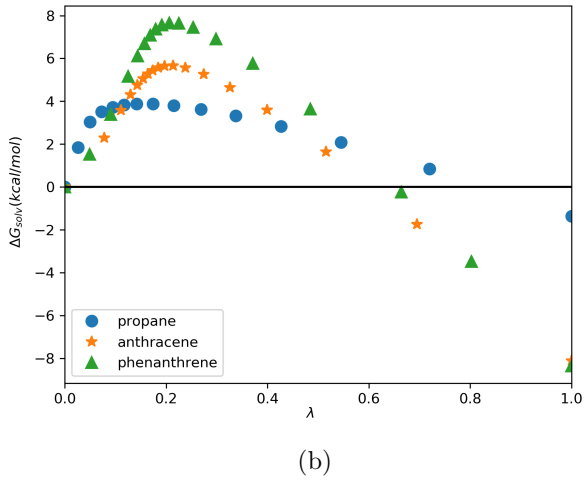 8
6
4
2
0
−2
−4
−6
−8
ΔG_solv(kcal/mol)
propane
anthracene
phenanthrene
0.0 0.2 0.4 0.6 0.8 1.0
λ
(b)